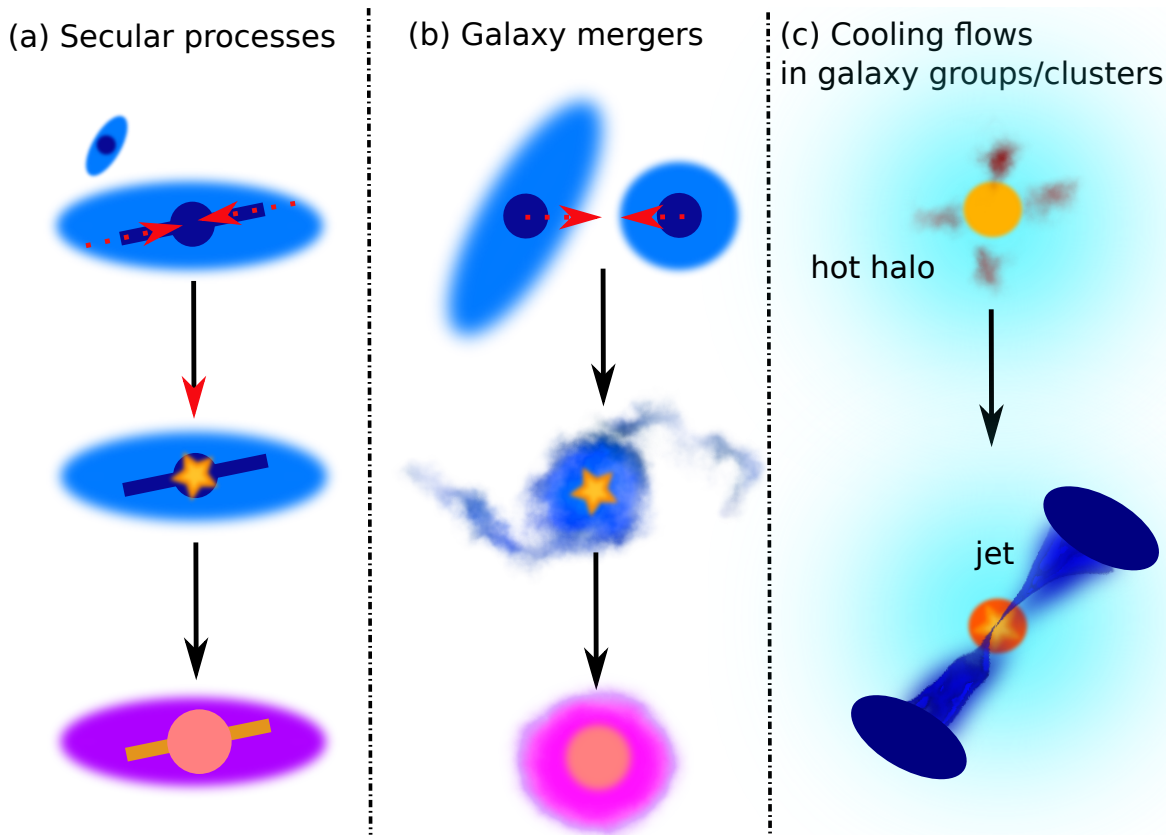 (a) Secular processes
(b) Galaxy mergers
(c) Cooling flows
in galaxy groups/clusters
hot halo
jet